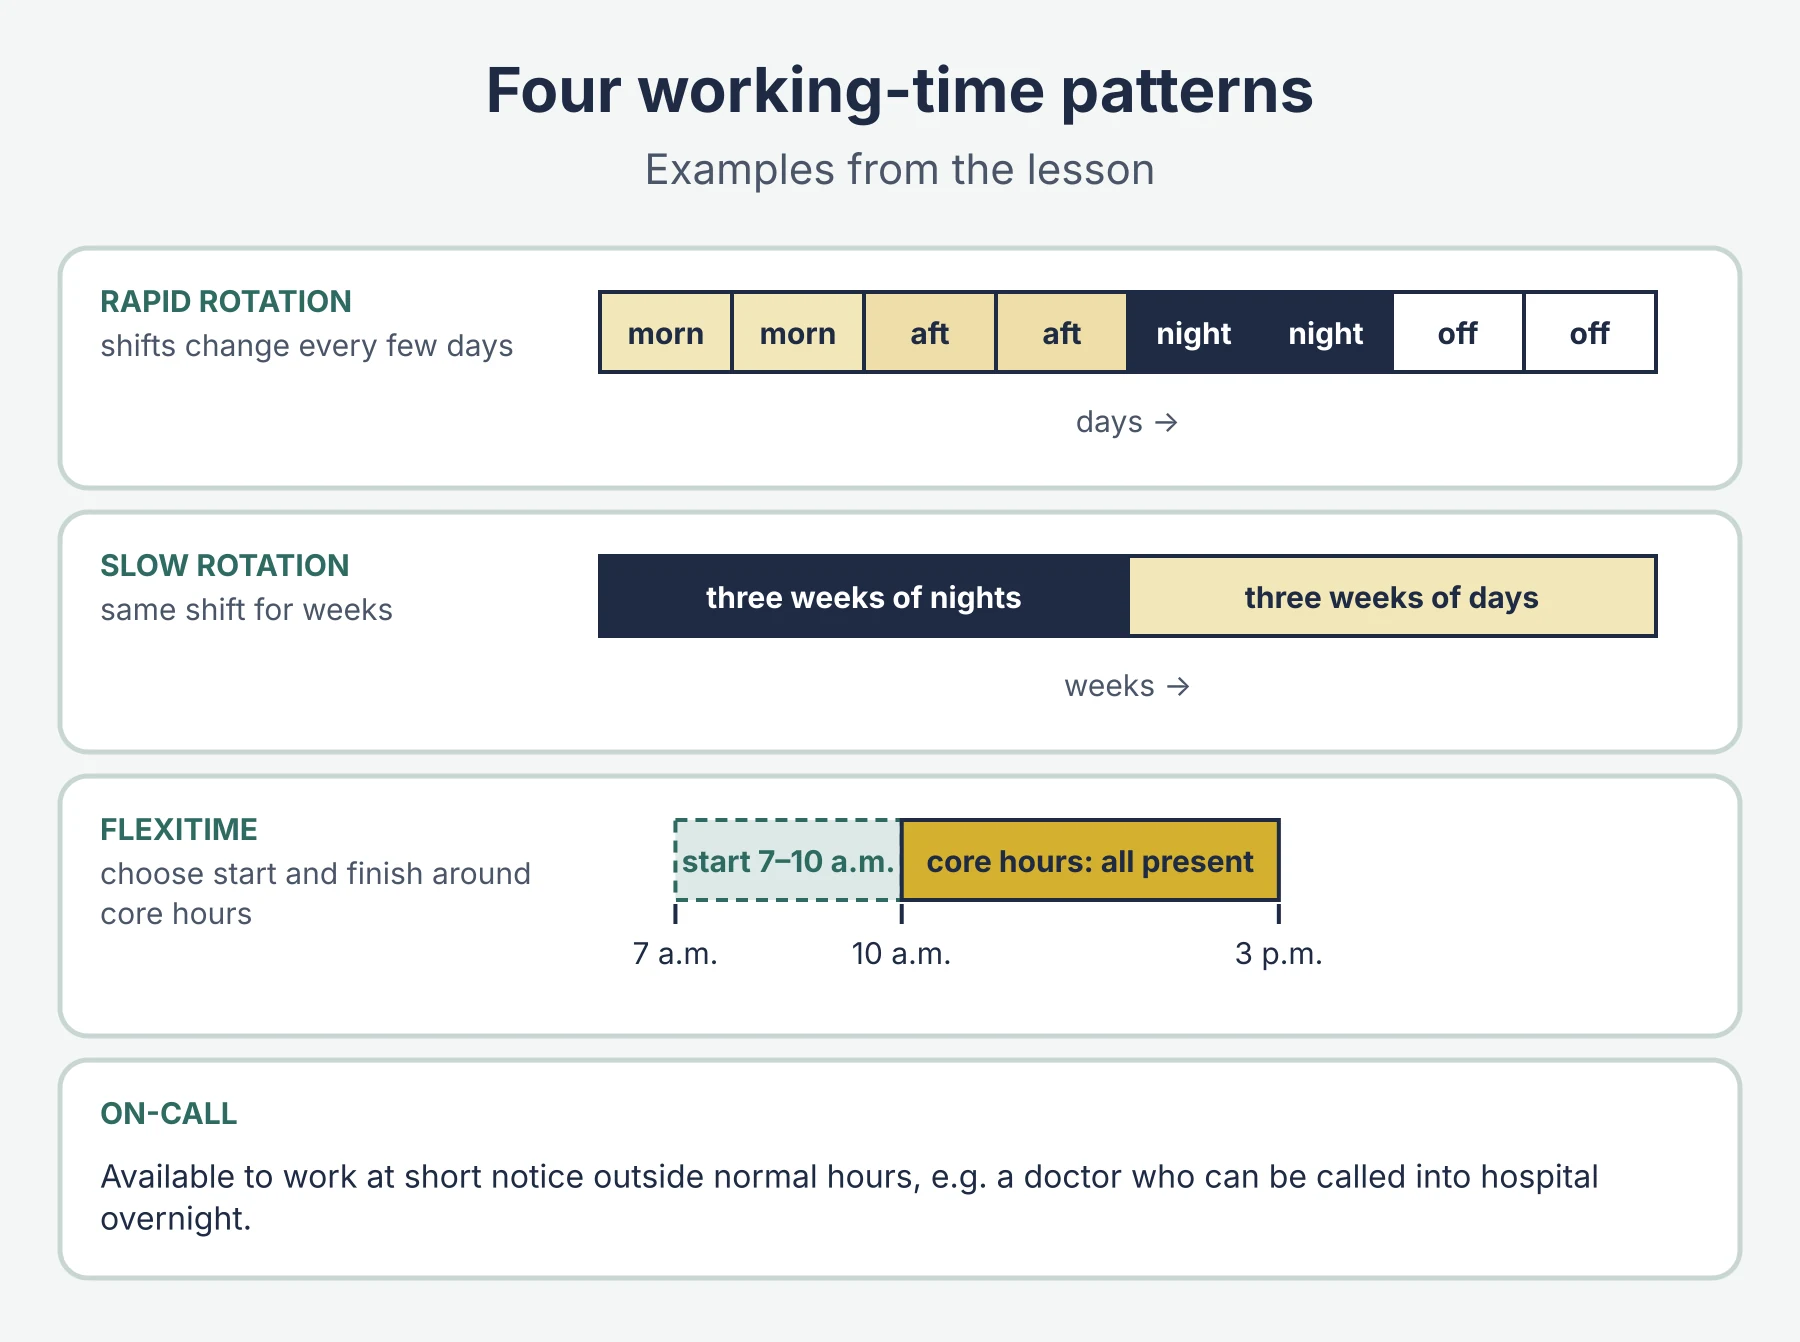 Four working-time patterns
Examples from the lesson
RAPID ROTATION
shifts change every few days
morn morn aft aft night night off off
days →
SLOW ROTATION
same shift for weeks
three weeks of nights three weeks of days
weeks →
FLEXITIME
choose start and finish around
core hours
start 7–10 a.m. core hours: all present
7 a.m. 10 a.m. 3 p.m.
ON-CALL
Available to work at short notice outside normal hours, e.g. a doctor who can be called into hospital
overnight.